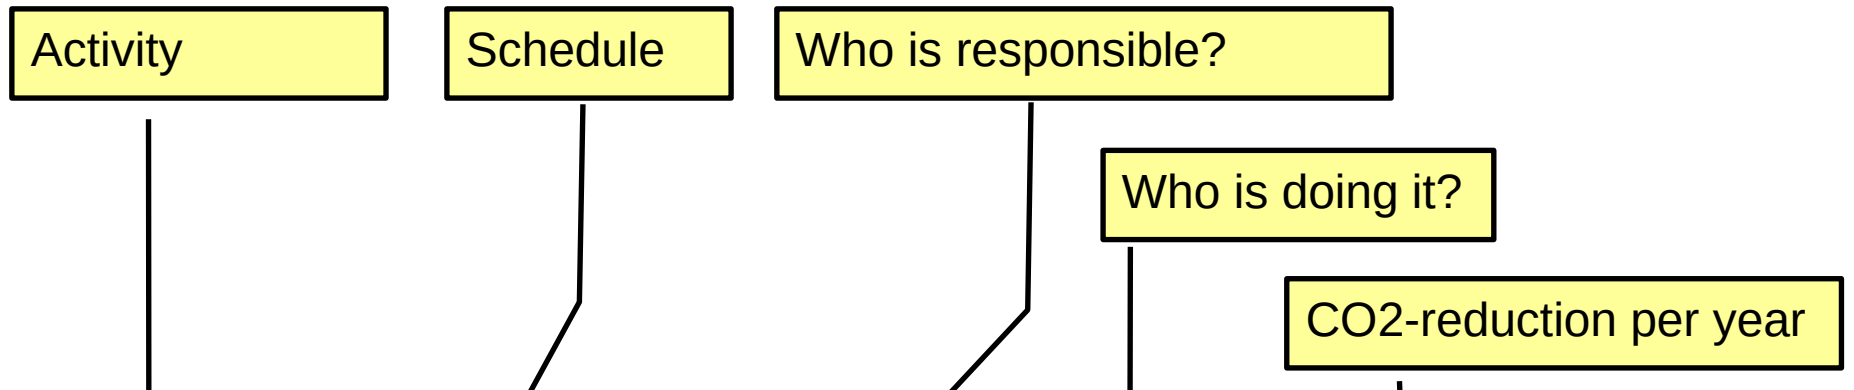 Activity
Schedule
Who is responsible?
Who is doing it?
CO2-reduction per year